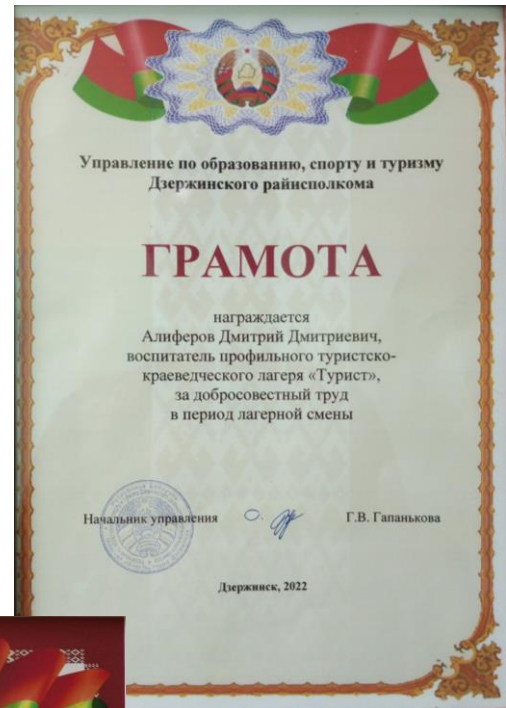 Управление по образованию, спорту и туризму
Дзержинского райисполкома
ГРАМОТА
награждается
Алиферов Дмитрий Дмитриевич,
воспитатель профильного туристско-
краеведческого лагеря «Турист»,
за добросовестный труд
в период лагерной смены
Начальник управления Г.В. Гапанькова
Дзержинск, 2022